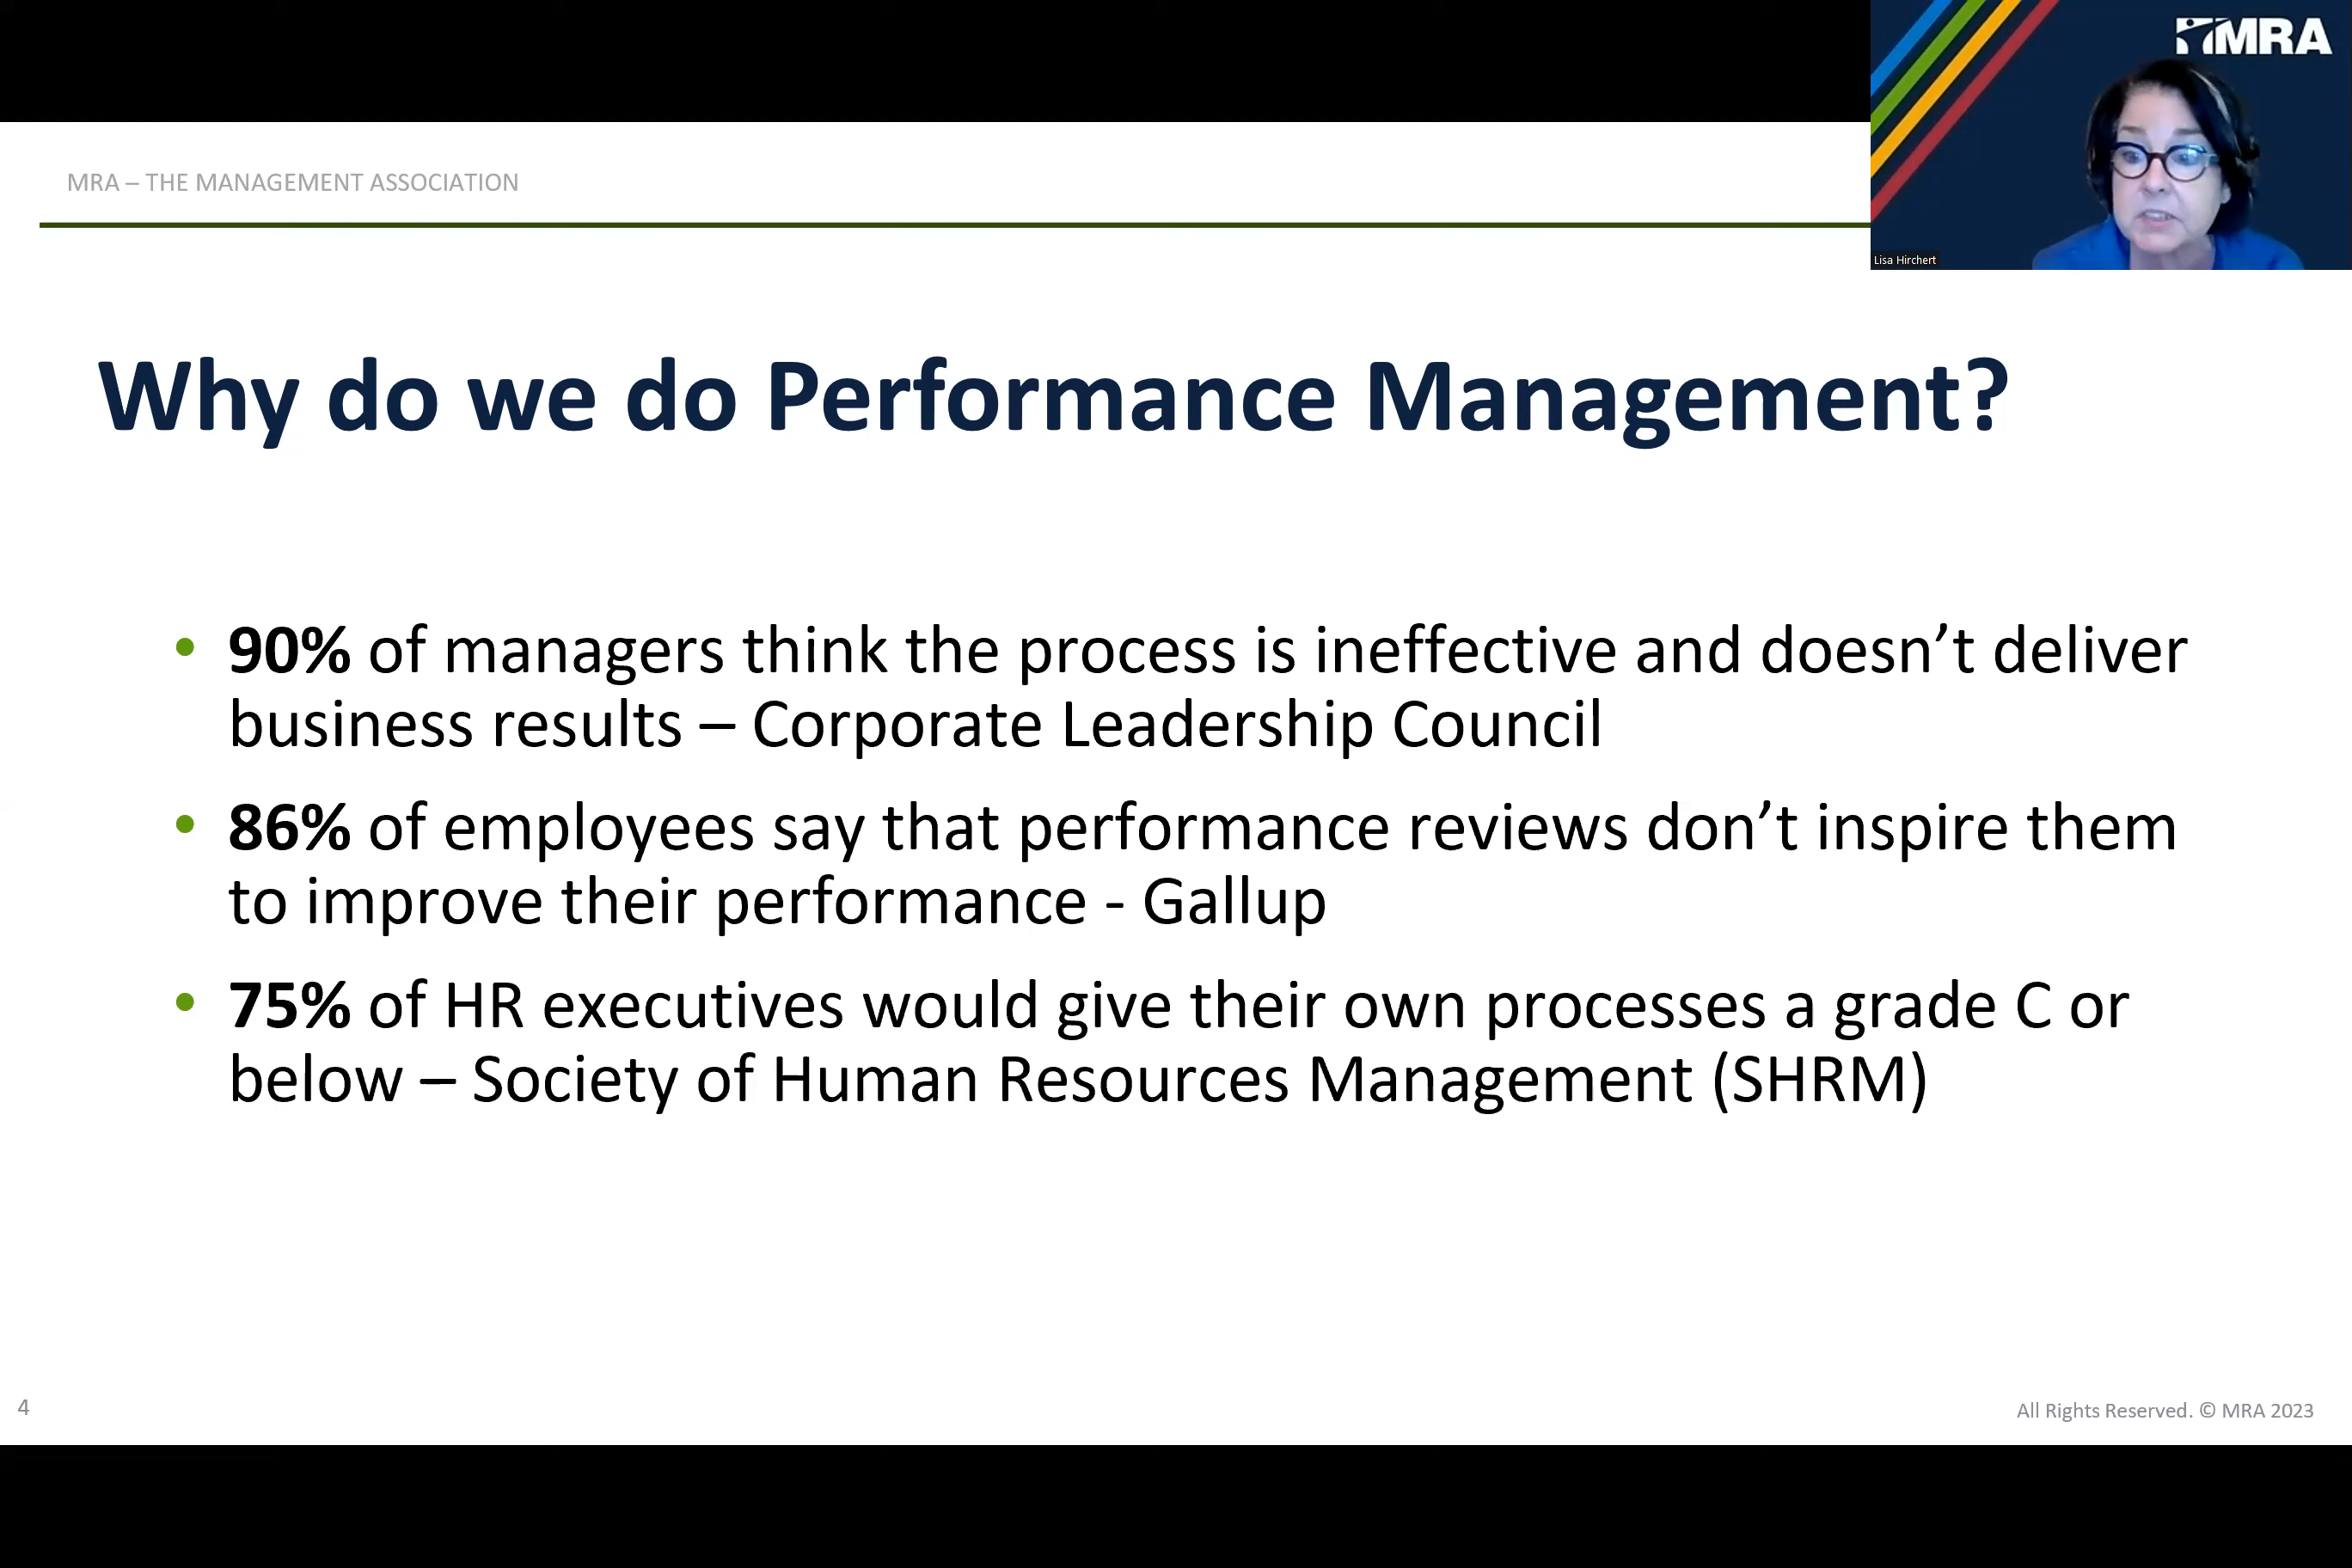 MRA
Lisa Hirchert
MRA – THE MANAGEMENT ASSOCIATION
Why do we do Performance Management?
• 90% of managers think the process is ineffective and doesn’t deliver
business results – Corporate Leadership Council
• 86% of employees say that performance reviews don’t inspire them
to improve their performance - Gallup
• 75% of HR executives would give their own processes a grade C or
below – Society of Human Resources Management (SHRM)
4
All Rights Reserved. © MRA 2023